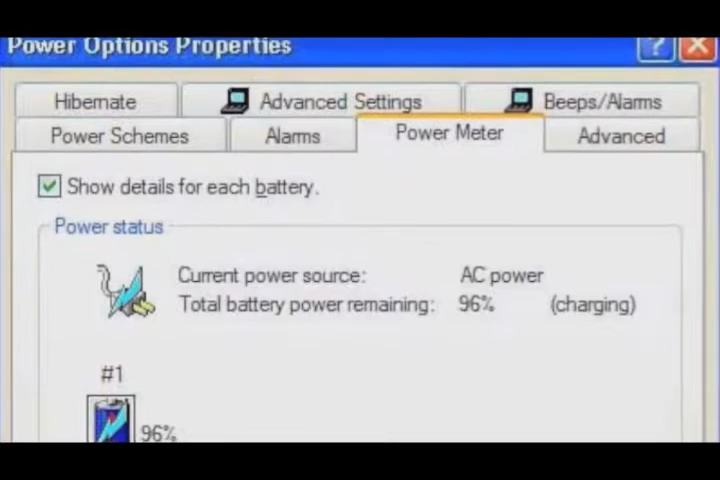 Power Options Properties
Hibernate Advanced Settings Beeps/Alarms
Power Schemes Alarms Power Meter Advanced
Show details for each battery.
Power status
Current power source: AC power
Total battery power remaining: 96% (charging)
#1
96%